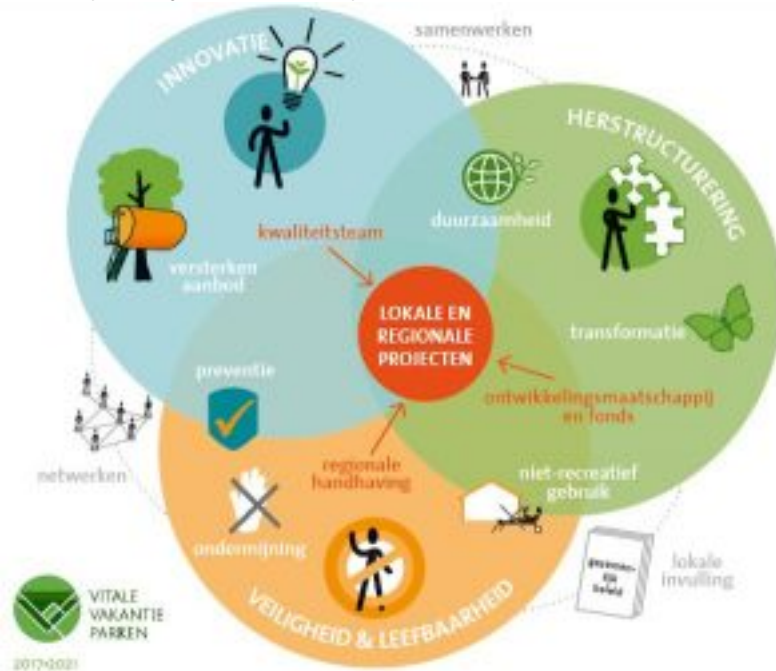 INNOVATIE
samenwerken
HERSTRUCTURERING
duurzaamheid
kwaliteitsteam
versterken
aanbod
LOKALE EN
REGIONALE
PROJECTEN
transformatie
preventie
ontwikkelingsmaatschappij
en fonds
netwerken
regionale
handhaving
niet-recreatief
gebruik
ondermijning
lokale
invulling
beleid
VEILIGHEID & LEEFBAARHEID
VITALE
VAKANTIE
PARKEN
2017-2021